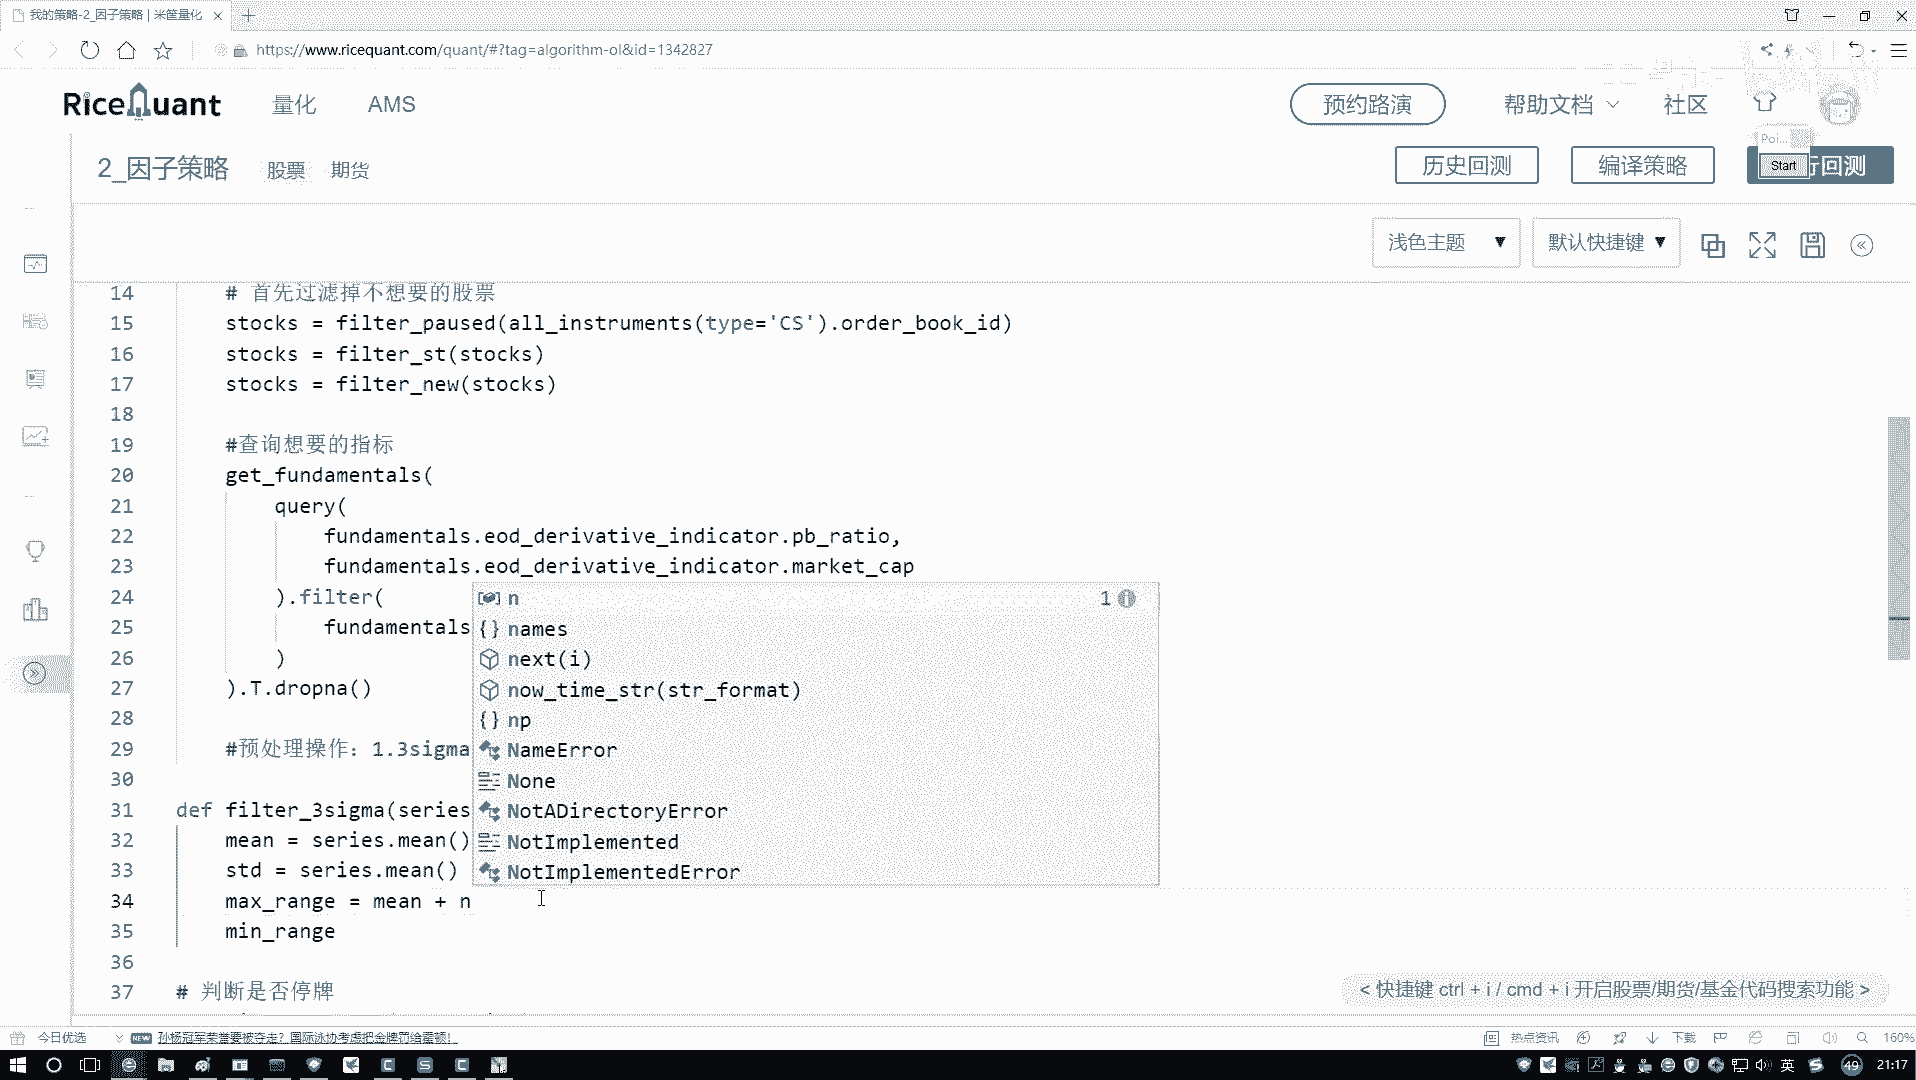 我的策略-2_因子策略 | 米筐量化
https://www.ricequant.com/quant/#?tag=algorithm-ol&id=1342827
RiceQuant 量化 AMS 预约路演 帮助文档 社区
Poi...
Start
2_因子策略 股票 期货 历史回测 编译策略 行回测
浅色主题 ▼ 默认快捷键 ▼
14 # 首先过滤掉不想要的股票
15 stocks = filter_paused(all_instruments(type='CS').order_book_id)
16 stocks = filter_st(stocks)
17 stocks = filter_new(stocks)
18
19 #查询想要的指标
20 get_fundamentals(
21 query(
22 fundamentals.eod_derivative_indicator.pb_ratio,
23 fundamentals.eod_derivative_indicator.market_cap
24 ).filter(
25 fundamentals
26 )
27 ).T.dropna()
28
29 #预处理操作：1.3sigma
30
31 def filter_3sigma(series
32 mean = series.mean()
33 std = series.mean()
34 max_range = mean + n
35 min_range
36
37 # 判断是否停牌
n 1
{} names
next(i)
now_time_str(str_format)
{} np
NameError
None
NotADirectoryError
NotImplemented
NotImplementedError
< 快捷键 ctrl + i / cmd + i 开启股票/期货/基金代码搜索功能 >
今日优选 NEW 孙杨冠军荣誉要被夺走？国际泳协考虑把金牌罚给霍顿！ 热点资讯 下载 160%
英 49 21:17